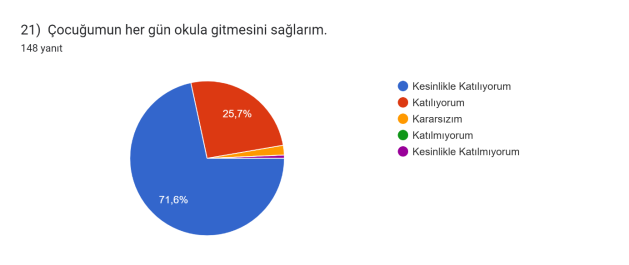 21)  Çocuğumun her gün okula gitmesini sağlarım.
148 yanıt
Kesinlikle Katılıyorum
Katılıyorum
Kararsızım
Katılmıyorum
Kesinlikle Katılmıyorum
25,7%
71,6%